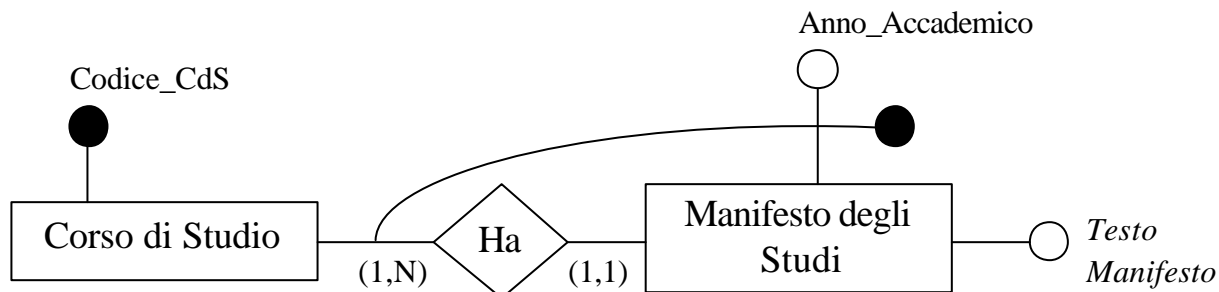 Anno_Accademico
Codice_CdS
Corso di Studio
Ha
Manifesto degli
Studi
(1,N)
(1,1)
Testo
Manifesto